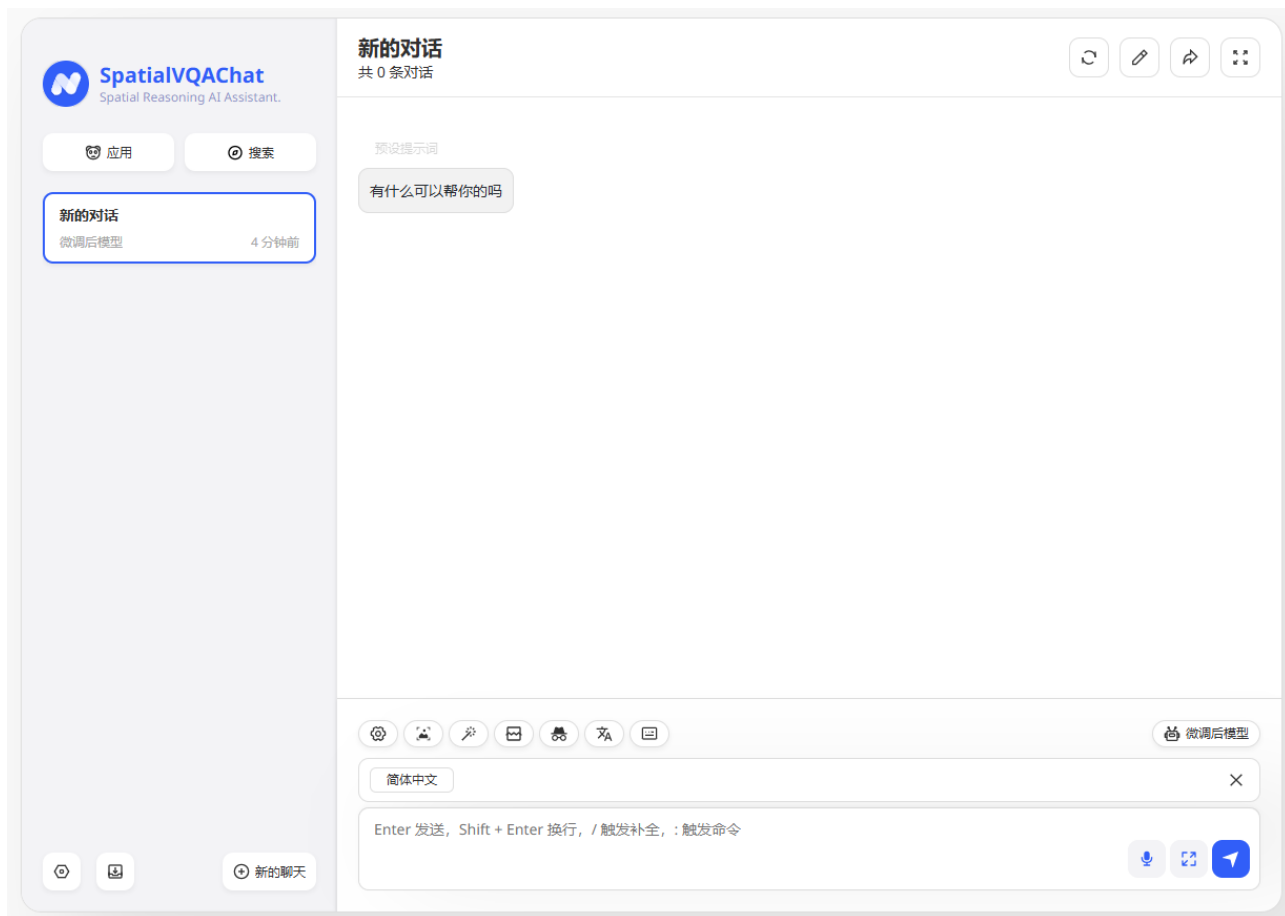 SpatialVQAChat
Spatial Reasoning AI Assistant.
应用
搜索
新的对话
微调后模型
4 分钟前
新的聊天
新的对话
共 0 条对话
预设提示词
有什么可以帮你的吗
微调后模型
简体中文
Enter 发送，Shift + Enter 换行，/ 触发补全，: 触发命令